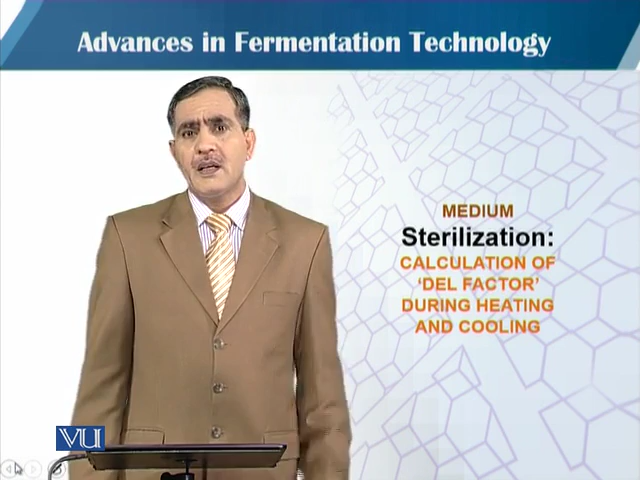 Advances in Fermentation Technology
MEDIUM
Sterilization:
CALCULATION OF
‘DEL FACTOR’
DURING HEATING
AND COOLING
VU